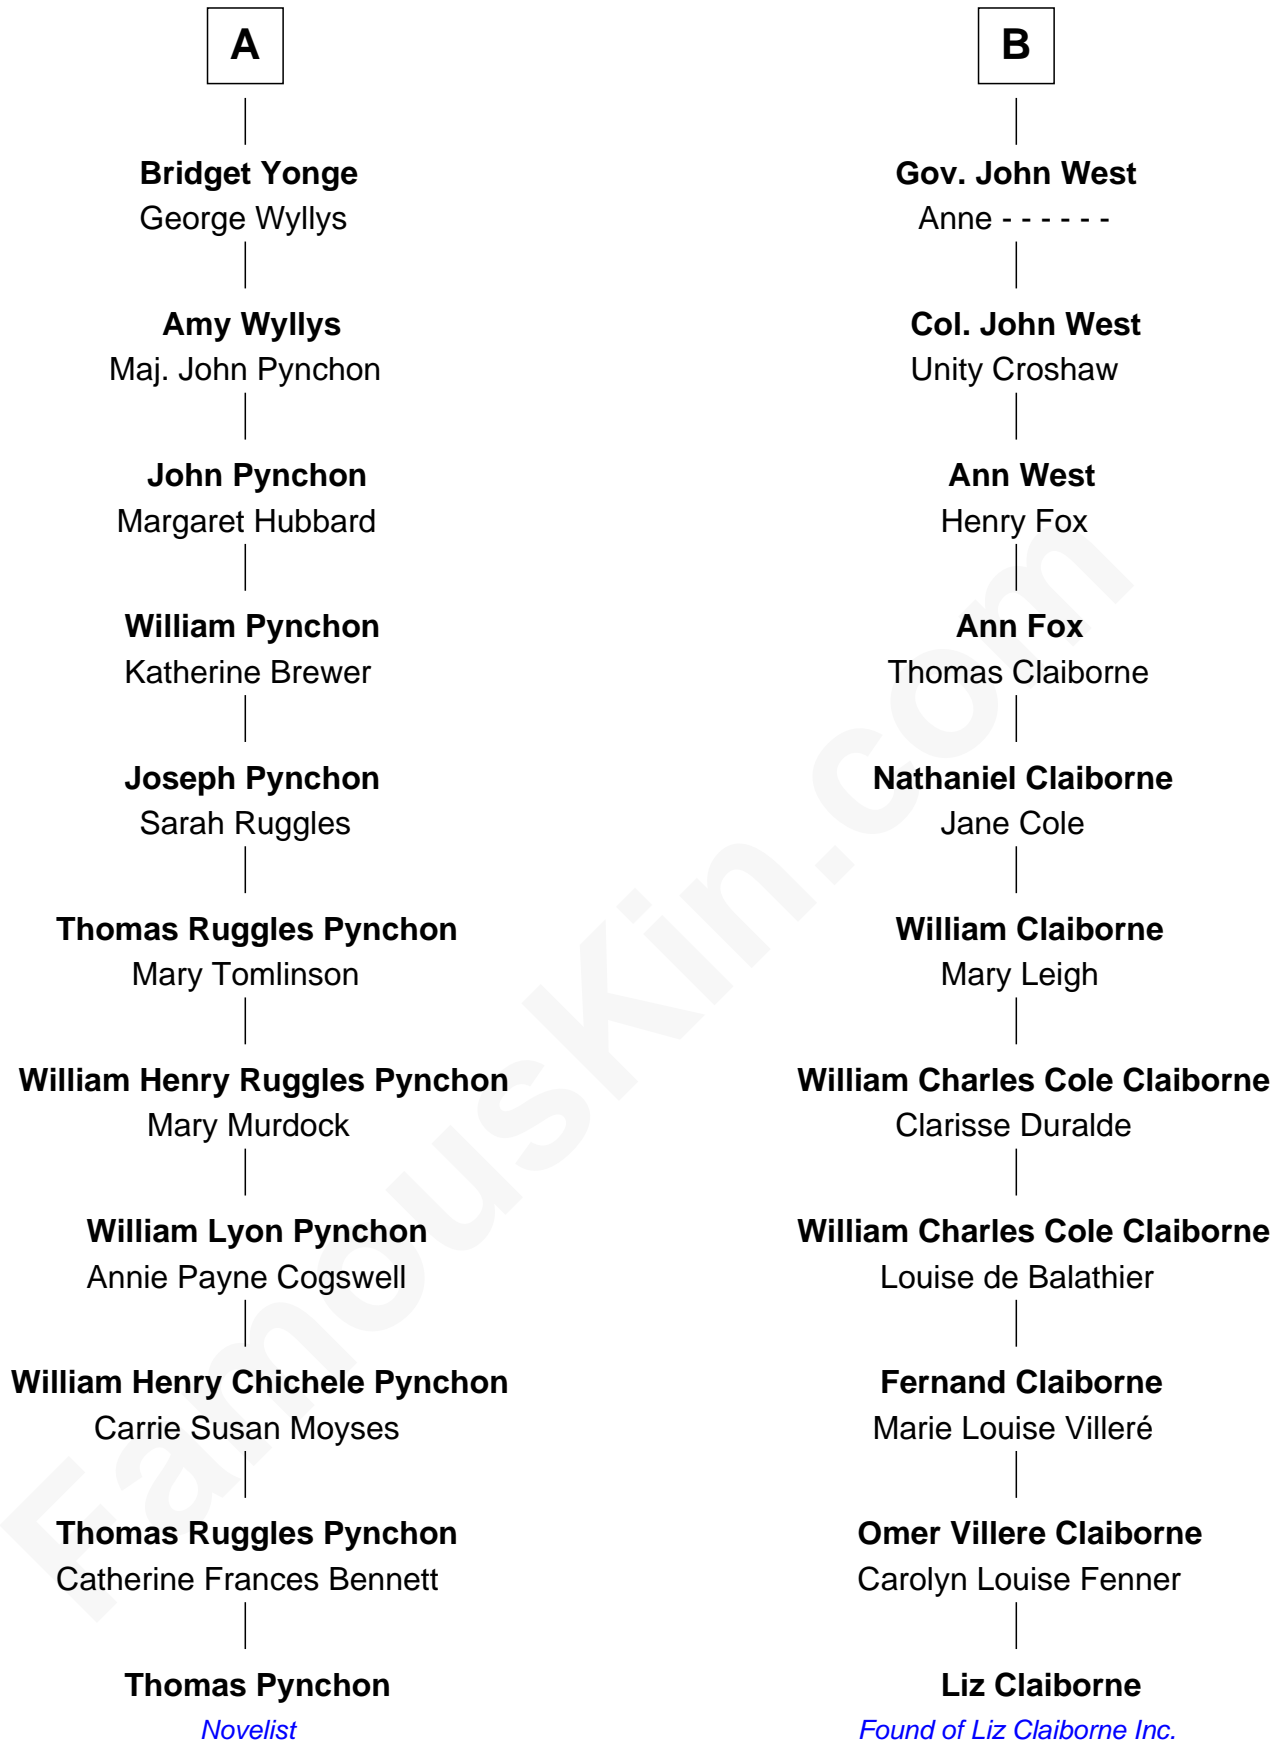 A
Bridget Yonge
George Wyllys
Amy Wyllys
Maj. John Pynchon
John Pynchon
Margaret Hubbard
William Pynchon
Katherine Brewer
Joseph Pynchon
Sarah Ruggles
Thomas Ruggles Pynchon
Mary Tomlinson
William Henry Ruggles Pynchon
Mary Murdock
William Lyon Pynchon
Annie Payne Cogswell
William Henry Chichele Pynchon
Carrie Susan Moyses
Thomas Ruggles Pynchon
Catherine Frances Bennett
Thomas Pynchon
Novelist
B
Gov. John West
Anne - - - - - -
Col. John West
Unity Croshaw
Ann West
Henry Fox
Ann Fox
Thomas Claiborne
Nathaniel Claiborne
Jane Cole
William Claiborne
Mary Leigh
William Charles Cole Claiborne
Clarisse Duralde
William Charles Cole Claiborne
Louise de Balathier
Fernand Claiborne
Marie Louise Villeré
Omer Villere Claiborne
Carolyn Louise Fenner
Liz Claiborne
Found of Liz Claiborne Inc.
FamousKin.com